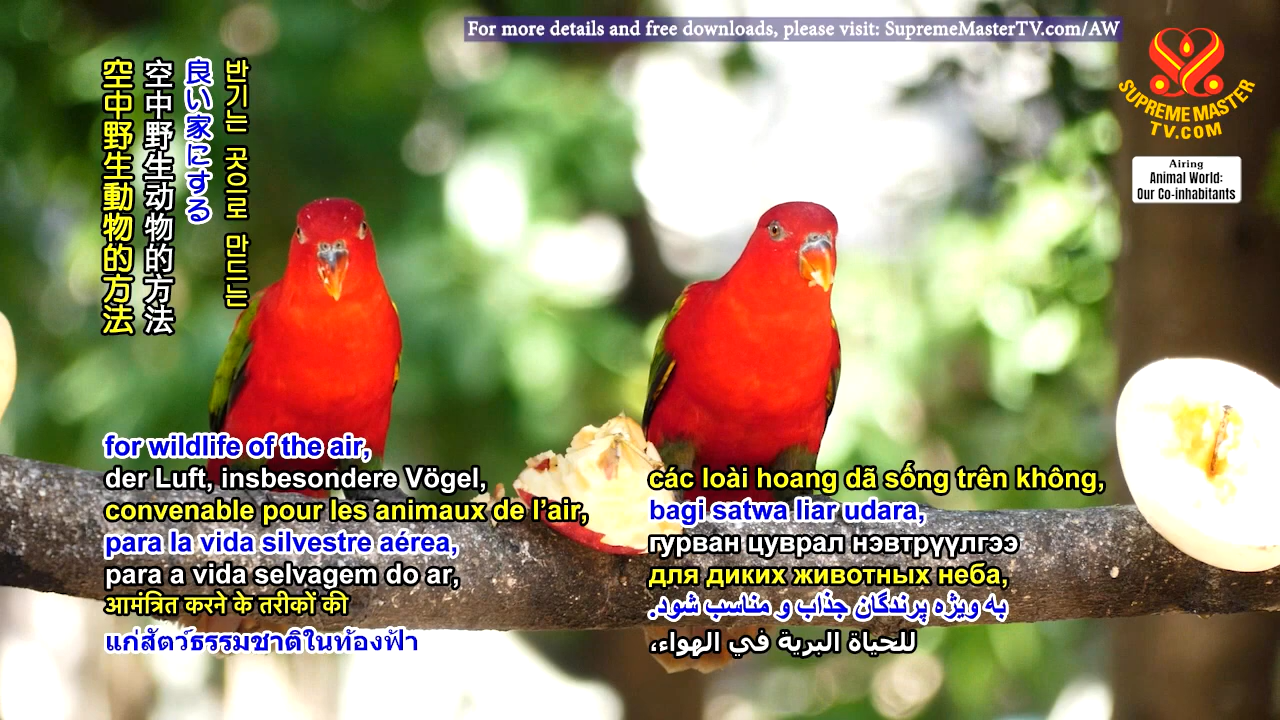 For more details and free downloads, please visit: SupremeMasterTV.com/AW
SUPREME MASTER
TV.COM
Airing
Animal World:
Our Co-inhabitants
空中野生動物的方法
空中野生动物的方法
良い家にする
반기는 곳으로 만드는
for wildlife of the air,
der Luft, insbesondere Vögel,
convenable pour les animaux de l’air,
para la vida silvestre aérea,
para a vida selvagem do ar,
आमंत्रित करने के तरीकों की
แก่สัตว์ธรรมชาติในท้องฟ้า
các loài hoang dã sống trên không,
bagi satwa liar udara,
гурван цуврал нэвтрүүлгээ
для диких животных неба,
به ویژه پرندگان جذاب و مناسب شود.
للحياة البرية في الهواء،